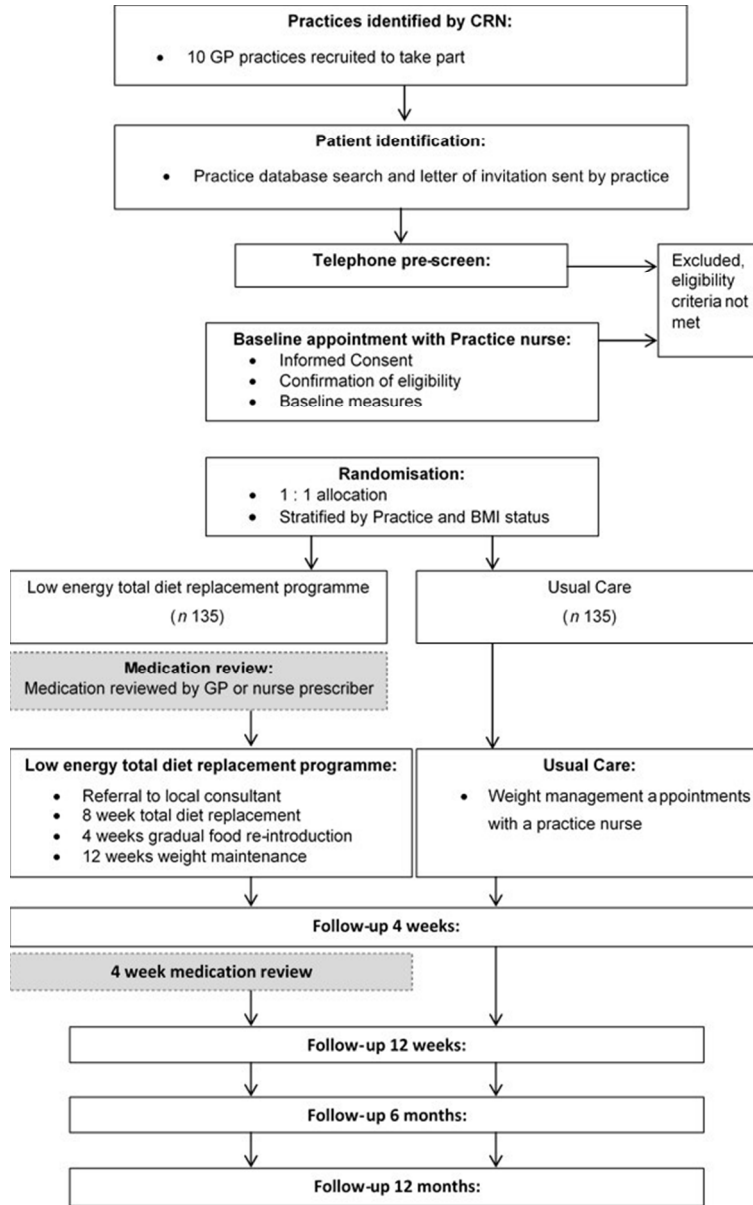 Practices identified by CRN:
• 10 GP practices recruited to take part
Patient identification:
• Practice database search and letter of invitation sent by practice
Telephone pre-screen:
Excluded,
eligibility
criteria not
met
Baseline appointment with Practice nurse:
• Informed Consent
• Confirmation of eligibility
• Baseline measures
Randomisation:
• 1 : 1 allocation
• Stratified by Practice and BMI status
Low energy total diet replacement programme
(n 135)
Usual Care
(n 135)
Medication review:
Medication reviewed by GP or nurse prescriber
Low energy total diet replacement programme:
• Referral to local consultant
• 8 week total diet replacement
• 4 weeks gradual food re-introduction
• 12 weeks weight maintenance
Usual Care:
• Weight management appointments
with a practice nurse
Follow-up 4 weeks:
4 week medication review
Follow-up 12 weeks:
Follow-up 6 months:
Follow-up 12 months: